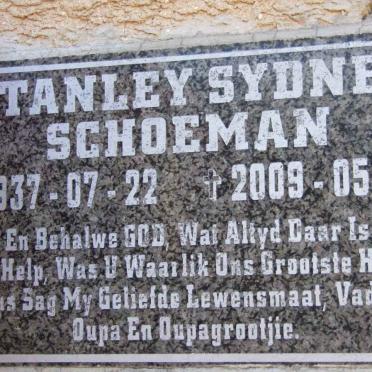 TANLEY SYDNE
SCHOEMAN
937 - 07 - 22 † 2009 - 05
En Behalwe GOD, Wat Altyd Daar Is
Help, Was U Waarlik Ons Grootste H
us Sag My Geliefde Lewensmaat, Vad
Oupa En Oupagrootjie.